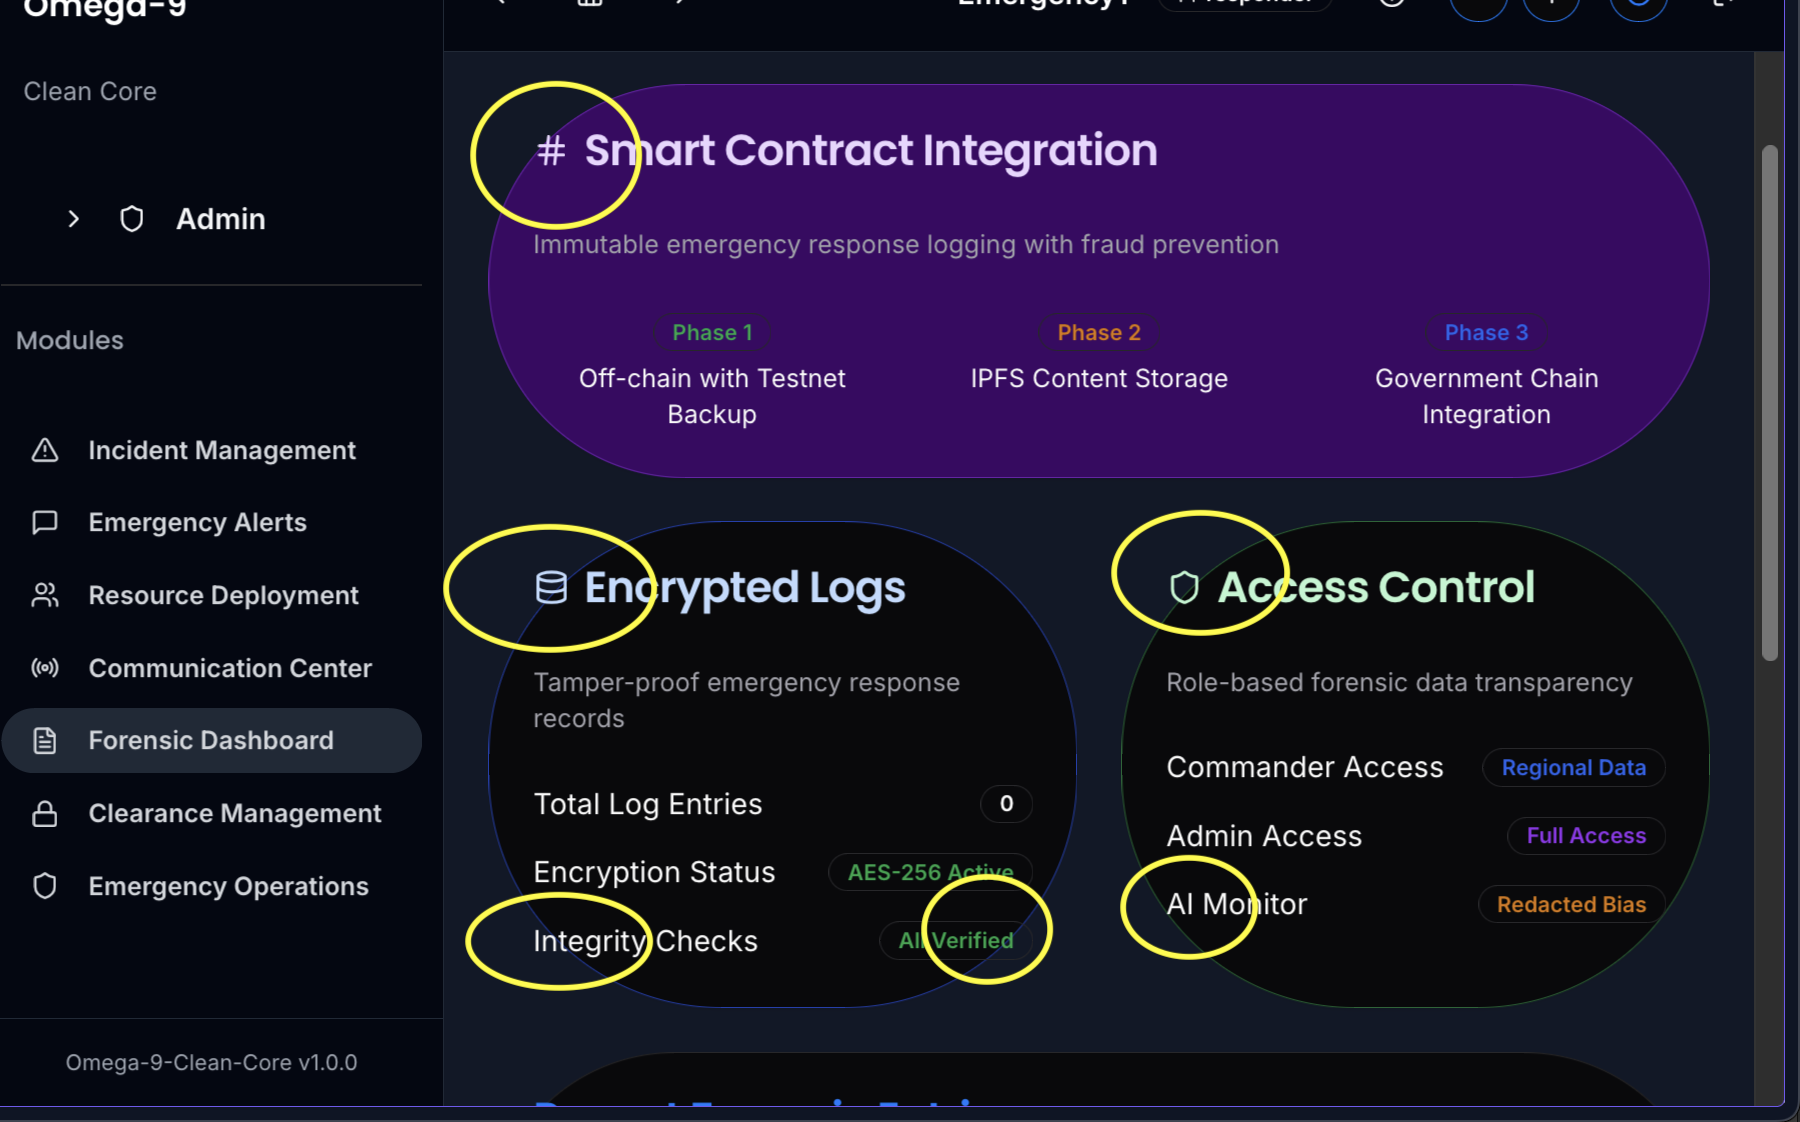 Omega-9
Clean Core
Admin
Modules
Incident Management
Emergency Alerts
Resource Deployment
Communication Center
Forensic Dashboard
Clearance Management
Emergency Operations
Omega-9-Clean-Core v1.0.0
# Smart Contract Integration
Immutable emergency response logging with fraud prevention
Phase 1
Off-chain with Testnet
Backup
Phase 2
IPFS Content Storage
Phase 3
Government Chain
Integration
Encrypted Logs
Tamper-proof emergency response
records
Total Log Entries 0
Encryption Status AES-256 Active
Integrity Checks All Verified
Access Control
Role-based forensic data transparency
Commander Access Regional Data
Admin Access Full Access
AI Monitor Redacted Bias